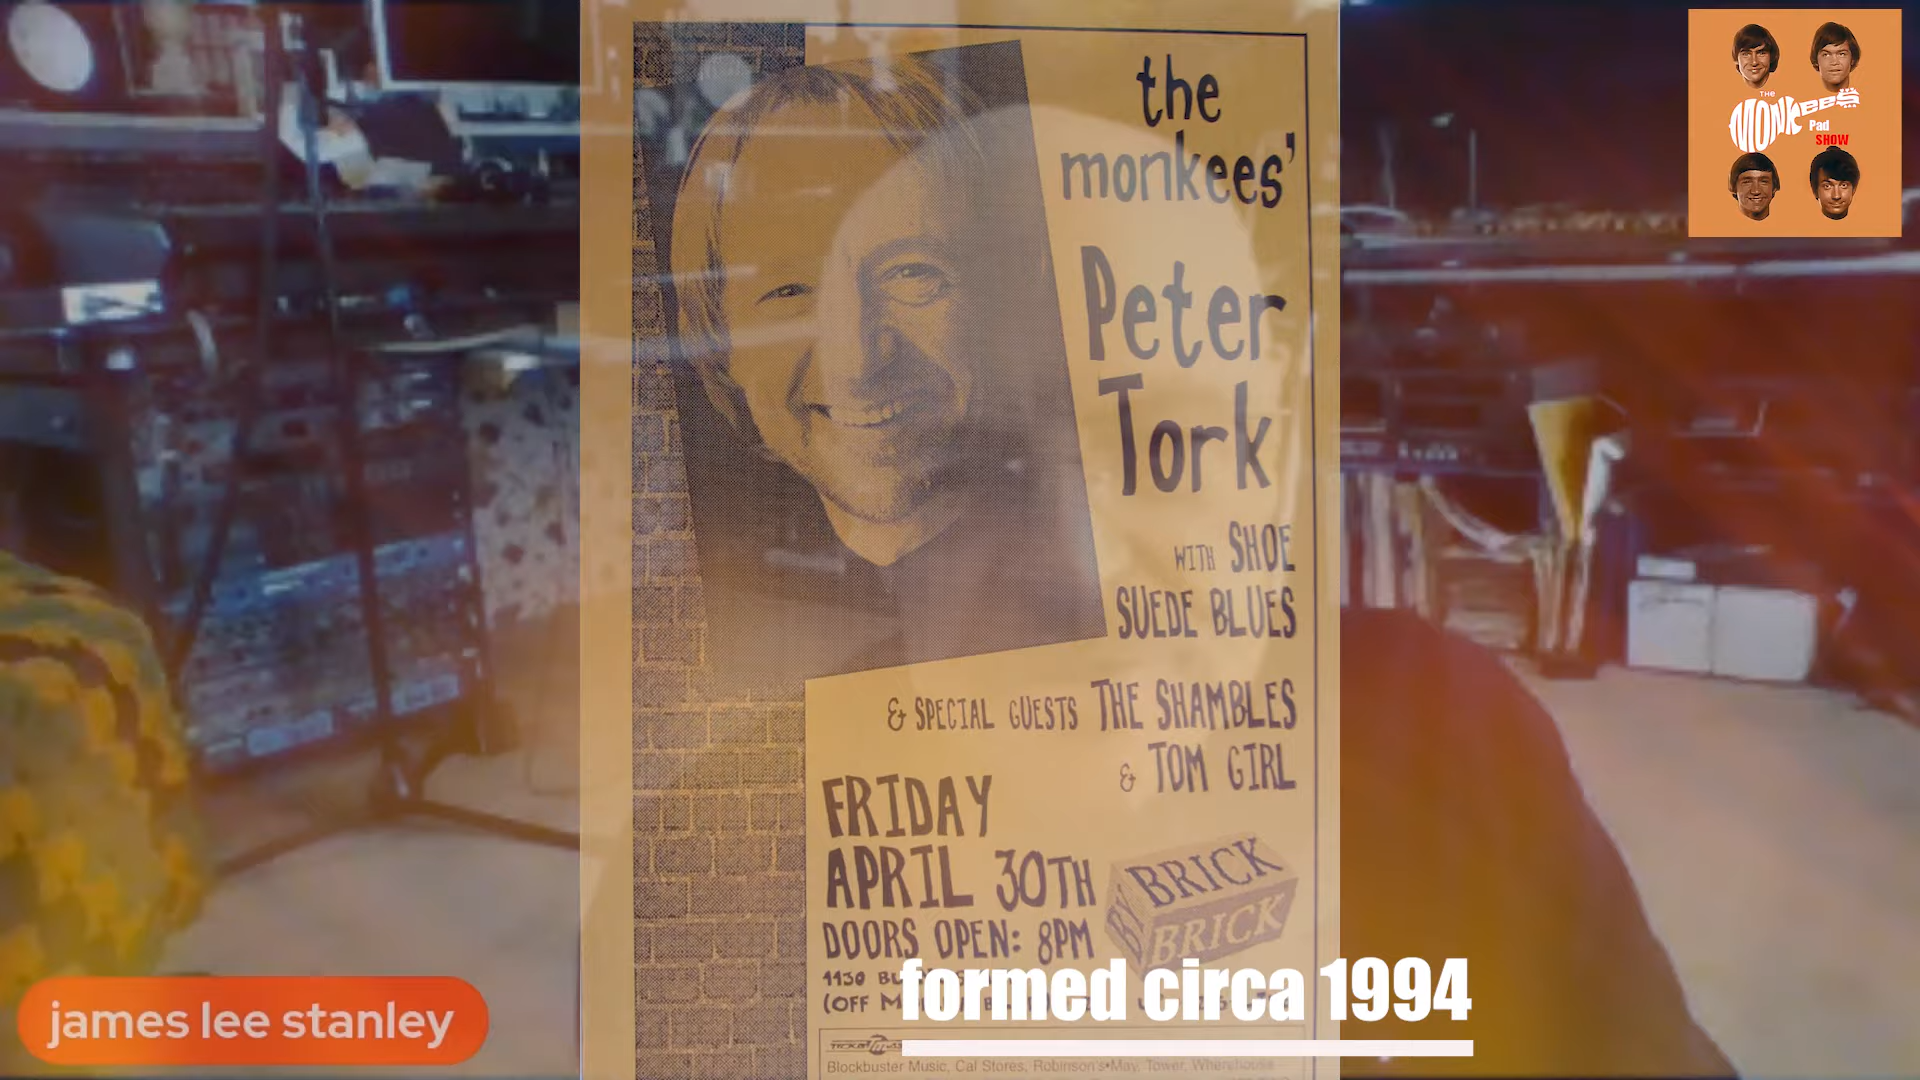 the
monkees'
Peter
Tork
WITH SHOE
SUEDE BLUES
& SPECIAL GUESTS THE SHAMBLES
& TOM GIRL
FRIDAY
APRIL 30TH
DOORS OPEN: 8PM
BRICK
BY BRICK
1130
(OFF
formed circa 1994
Blockbuster Music, Cal Stores, Robinson's•May, Tower, Wherehouse
james lee stanley
THE
MONKEES
Pad
SHOW